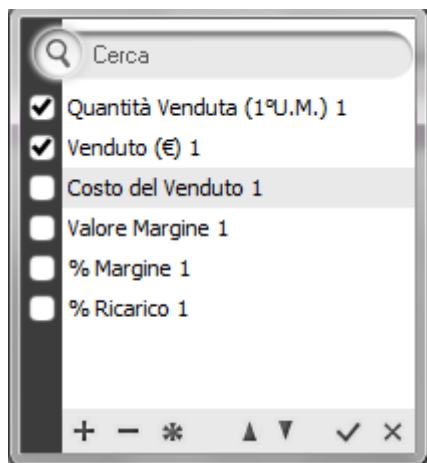 Cerca
Quantità Venduta (1°U.M.) 1
Venduto (€) 1
Costo del Venduto 1
Valore Margine 1
% Margine 1
% Ricarico 1